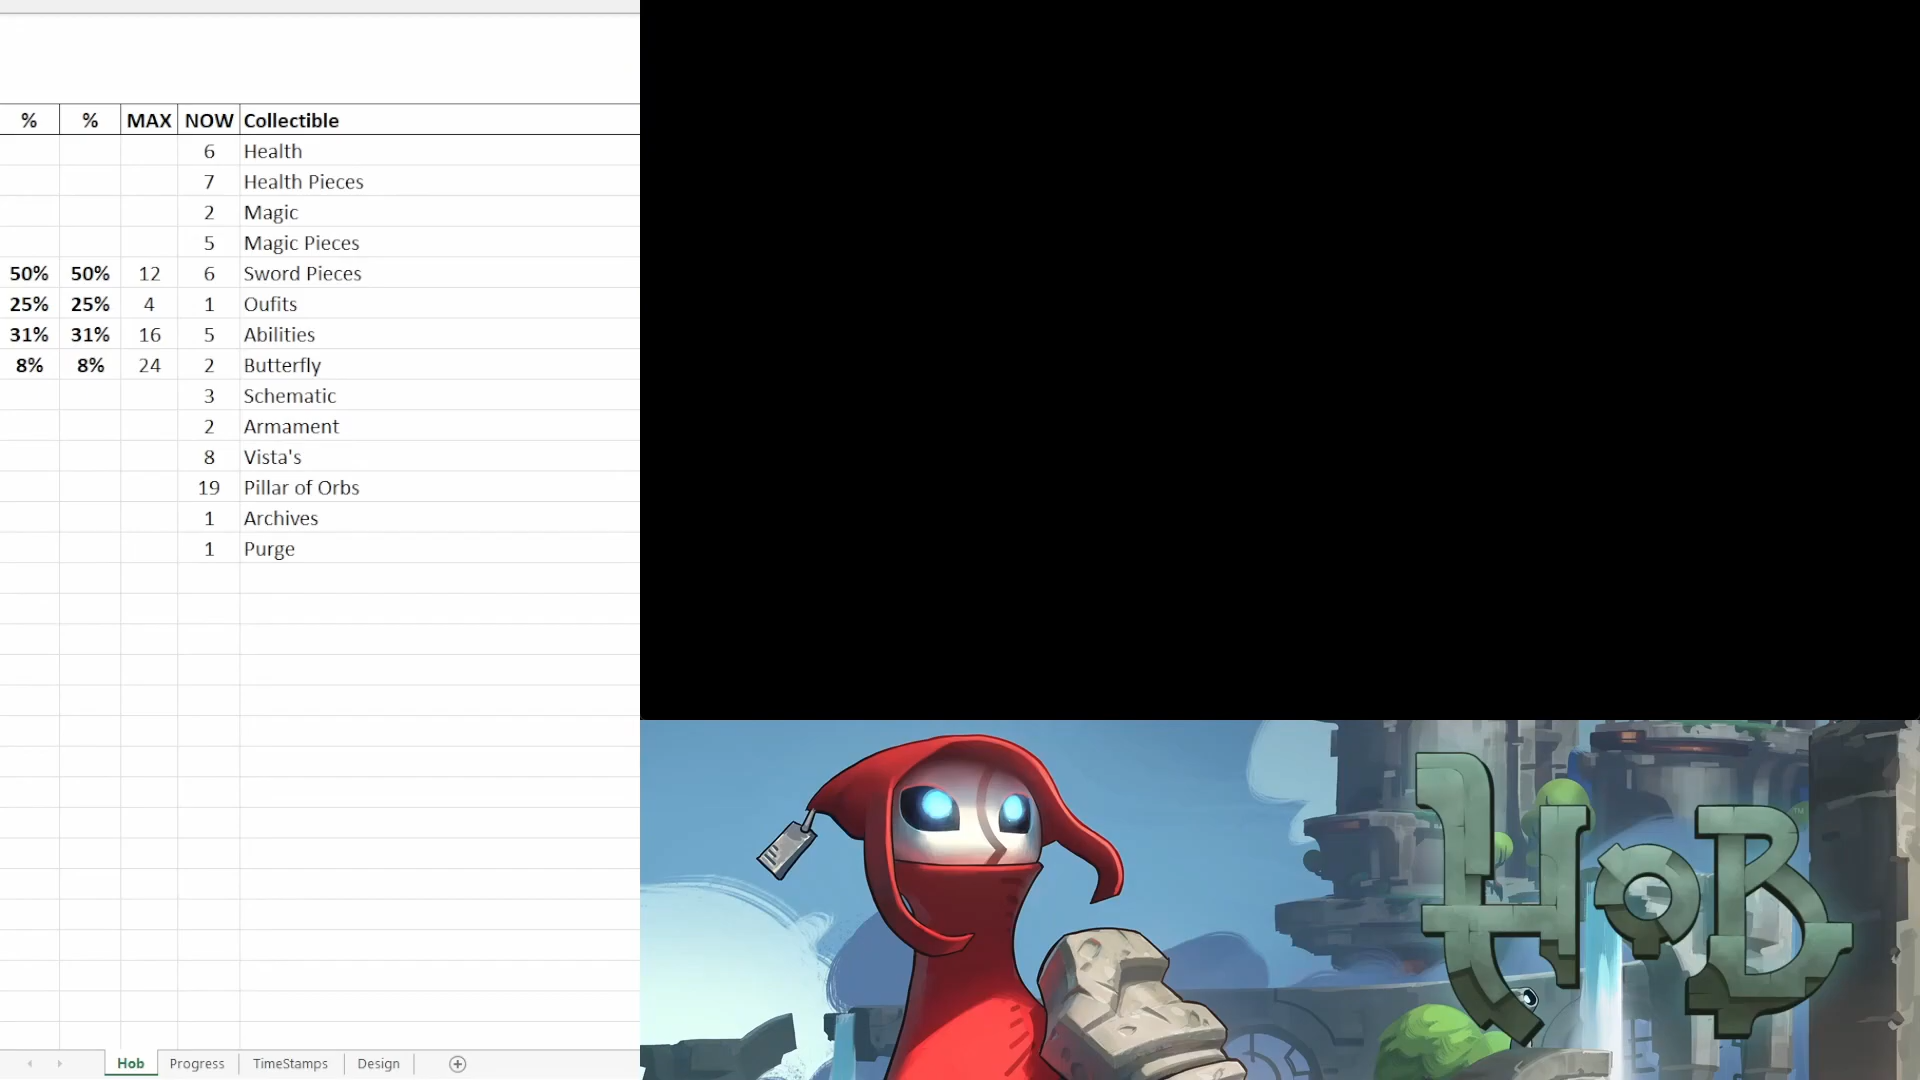 % % MAX NOW Collectible
6 Health
7 Health Pieces
2 Magic
5 Magic Pieces
50% 50% 12 6 Sword Pieces
25% 25% 4 1 Oufits
31% 31% 16 5 Abilities
8% 8% 24 2 Butterfly
3 Schematic
2 Armament
8 Vista's
19 Pillar of Orbs
1 Archives
1 Purge
Hob Progress TimeStamps Design
HOB
TM